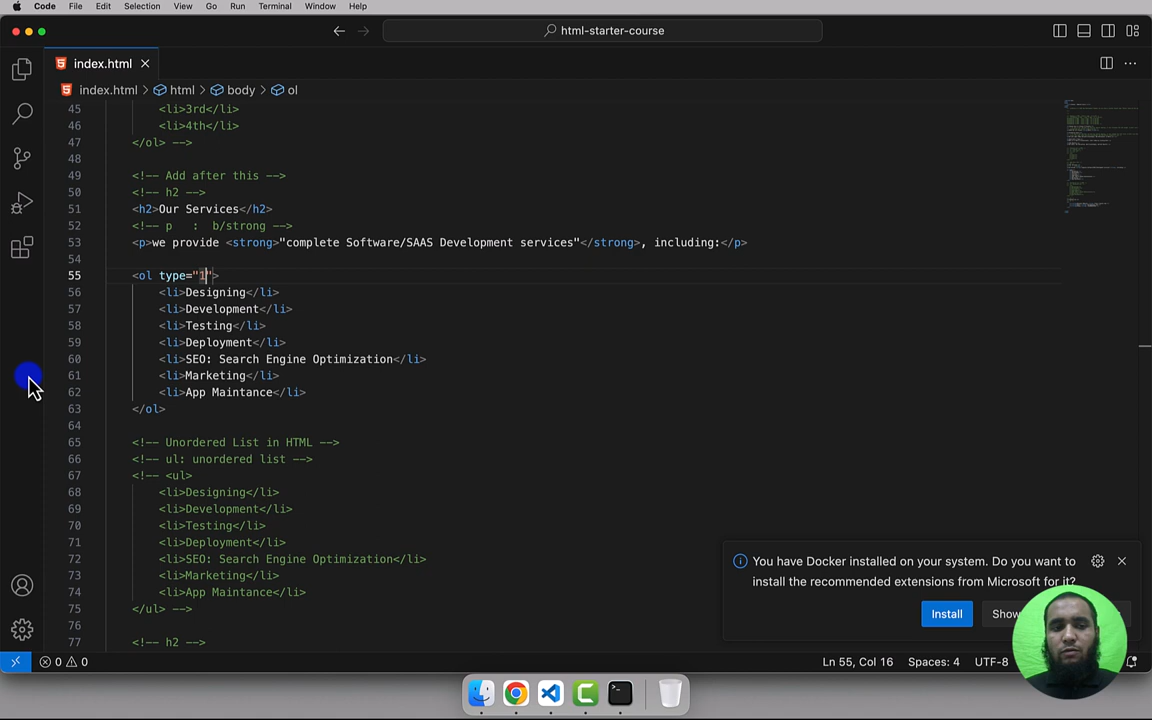 Code File Edit Selection View Go Run Terminal Window Help
html-starter-course
index.html
index.html > html > body > ol
45 <li>3rd</li>
46 <li>4th</li>
47 </ol> -->
48
49 <!-- Add after this -->
50 <!-- h2 -->
51 <h2>Our Services</h2>
52 <!-- p : b/strong -->
53 <p>we provide <strong>"complete Software/SAAS Development services"</strong>, including:</p>
54
55 <ol type="1">
56 <li>Designing</li>
57 <li>Development</li>
58 <li>Testing</li>
59 <li>Deployment</li>
60 <li>SEO: Search Engine Optimization</li>
61 <li>Marketing</li>
62 <li>App Maintance</li>
63 </ol>
64
65 <!-- Unordered List in HTML -->
66 <!-- ul: unordered list -->
67 <!-- <ul>
68 <li>Designing</li>
69 <li>Development</li>
70 <li>Testing</li>
71 <li>Deployment</li>
72 <li>SEO: Search Engine Optimization</li>
73 <li>Marketing</li>
74 <li>App Maintance</li>
75 </ul> -->
76
77 <!-- h2 -->
You have Docker installed on your system. Do you want to
install the recommended extensions from Microsoft for it?
Install Show
0 0 Ln 55, Col 16 Spaces: 4 UTF-8